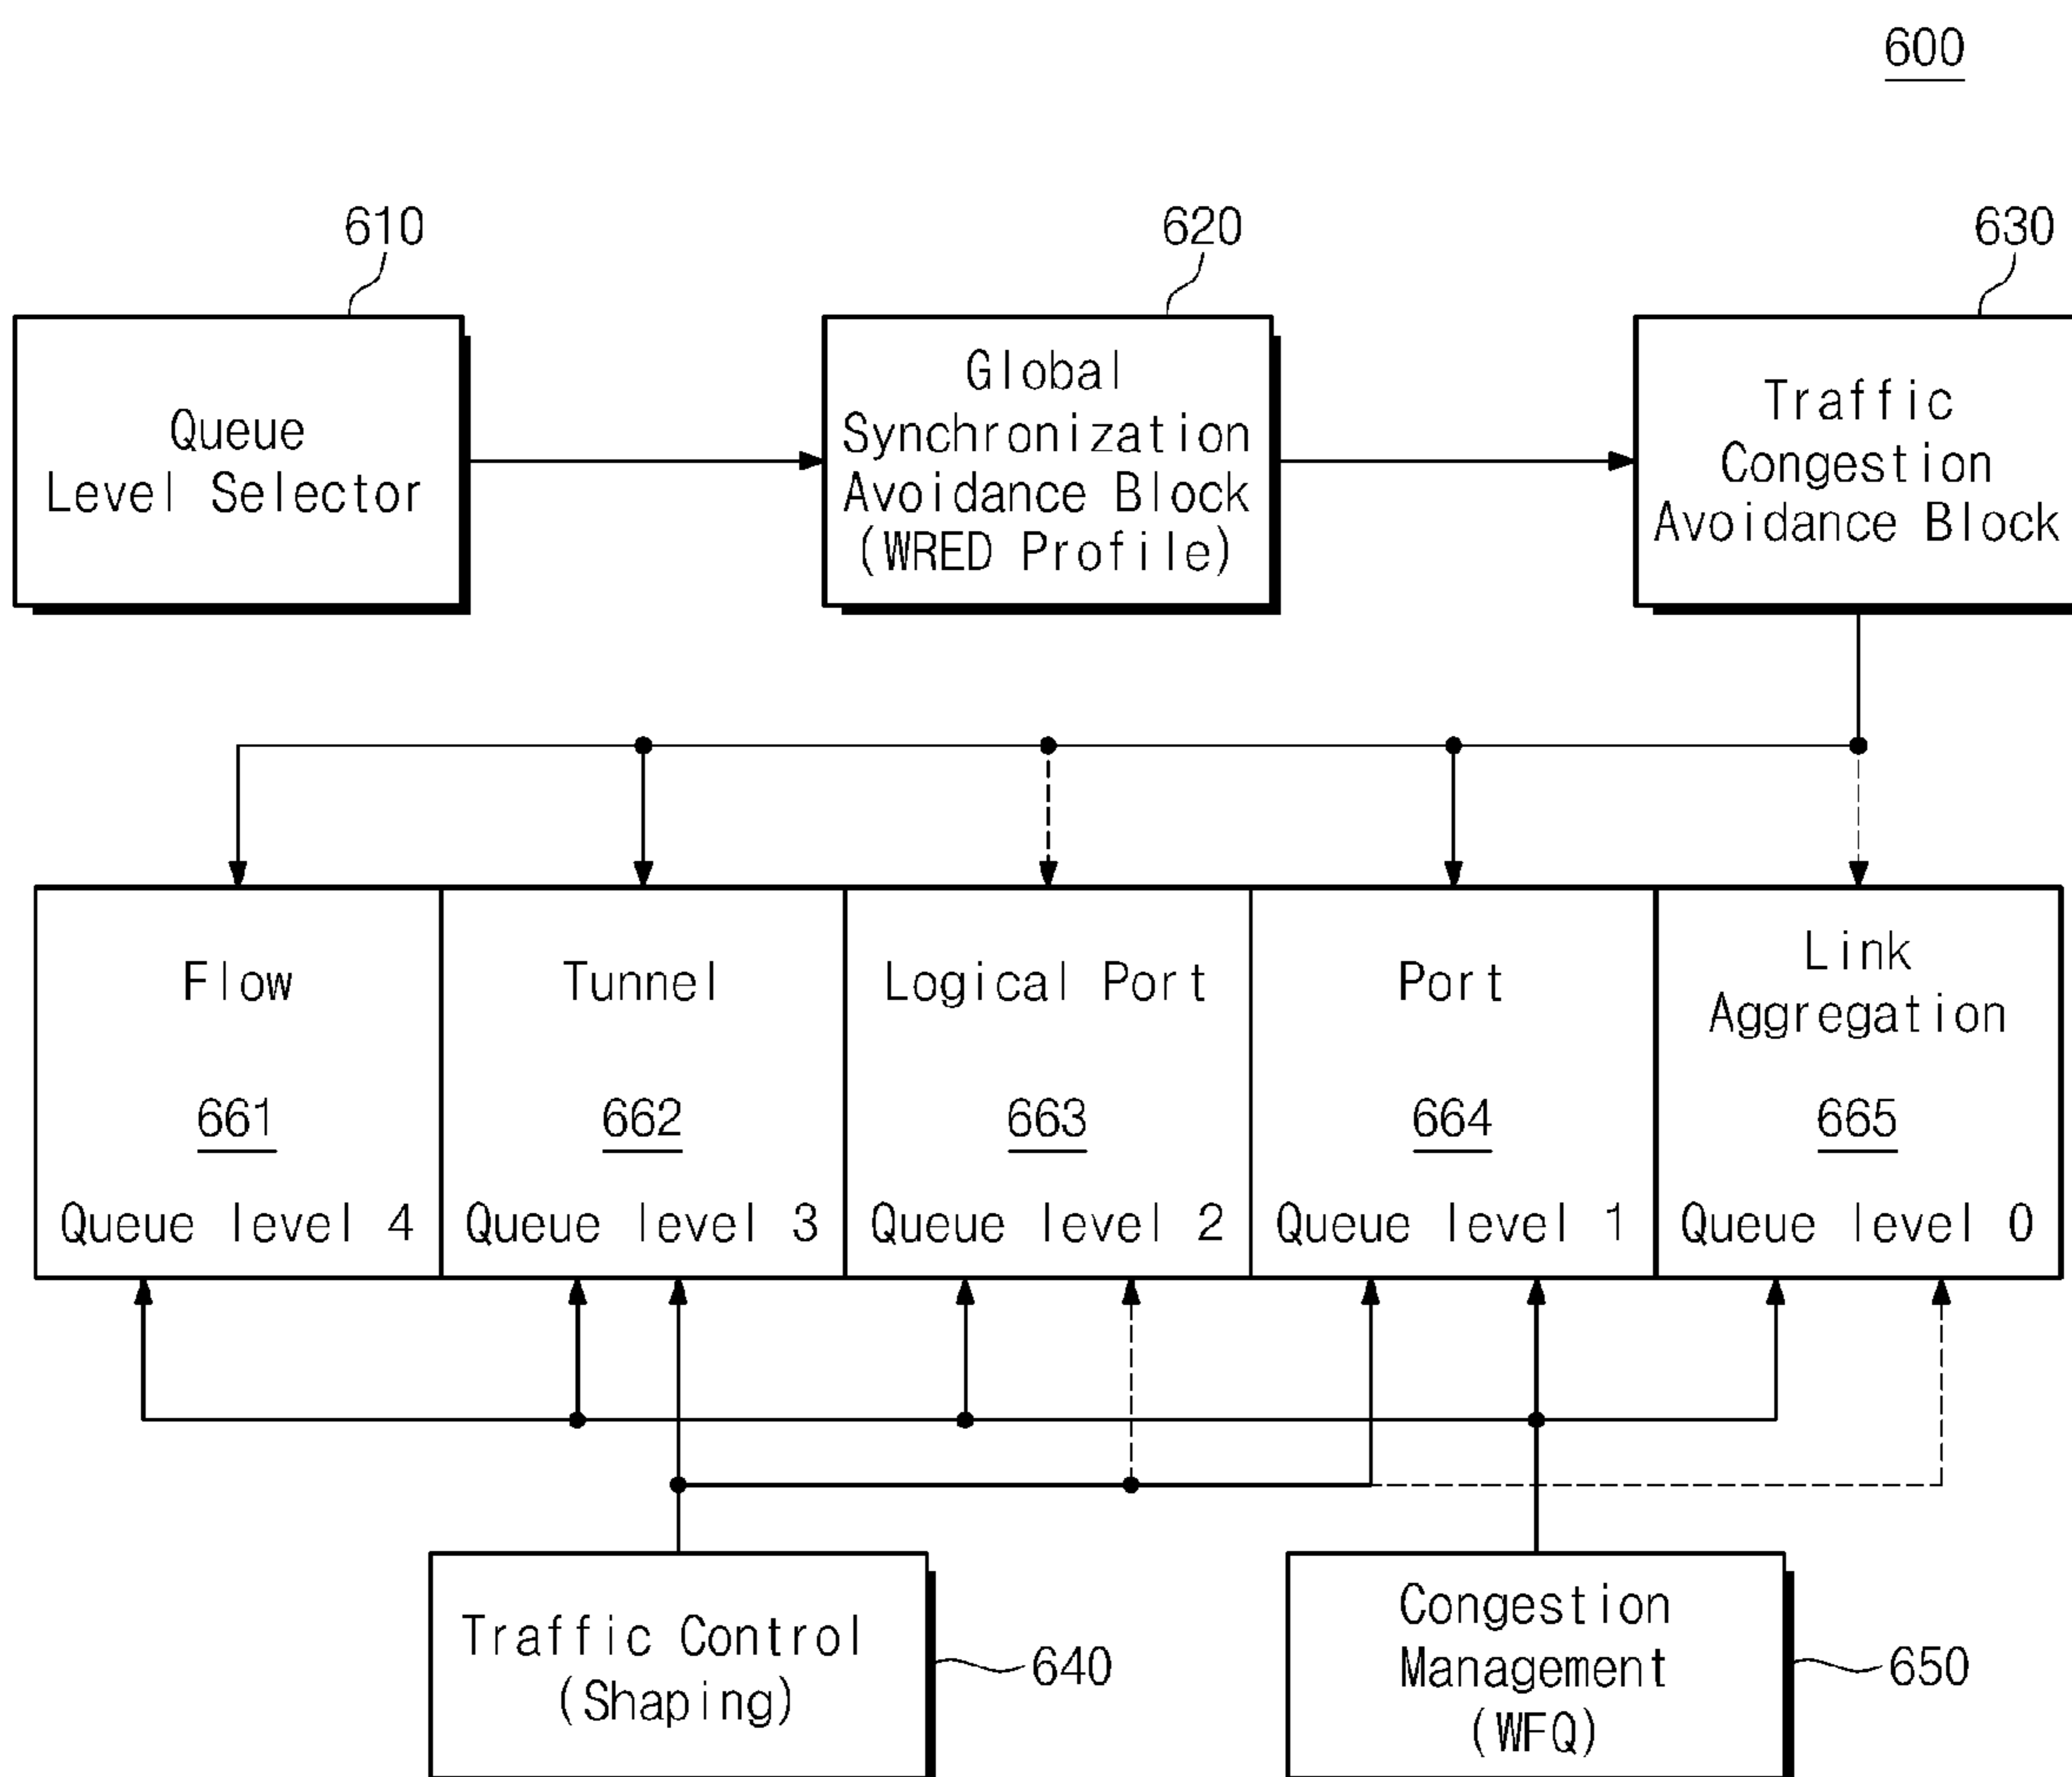 600
610
620
630
Queue
Level Selector
Global
Synchronization
Avoidance Block
(WRED Profile)
Traffic
Congestion
Avoidance Block
Flow
661
Queue level 4
Tunnel
662
Queue level 3
Logical Port
663
Queue level 2
Port
664
Queue level 1
Link
Aggregation
665
Queue level 0
Traffic Control
(Shaping)
640
Congestion
Management
(WFQ)
650